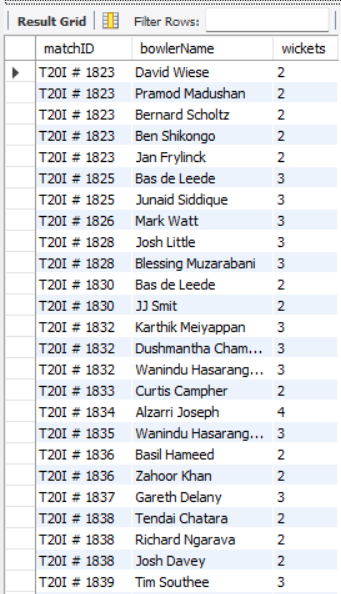 Result Grid Filter Rows:
matchID bowlerName wickets
T20I # 1823 David Wiese 2
T20I # 1823 Pramod Madushan 2
T20I # 1823 Bernard Scholtz 2
T20I # 1823 Ben Shikongo 2
T20I # 1823 Jan Frylinck 2
T20I # 1825 Bas de Leede 3
T20I # 1825 Junaid Siddique 3
T20I # 1826 Mark Watt 3
T20I # 1828 Josh Little 3
T20I # 1828 Blessing Muzarabani 3
T20I # 1830 Bas de Leede 2
T20I # 1830 JJ Smit 2
T20I # 1832 Karthik Meiyappan 3
T20I # 1832 Dushmantha Cham... 3
T20I # 1832 Wanindu Hasarang... 3
T20I # 1833 Curtis Campher 2
T20I # 1834 Alzarri Joseph 4
T20I # 1835 Wanindu Hasarang... 3
T20I # 1836 Basil Hameed 2
T20I # 1836 Zahoor Khan 2
T20I # 1837 Gareth Delany 3
T20I # 1838 Tendai Chatara 2
T20I # 1838 Richard Ngarava 2
T20I # 1838 Josh Davey 2
T20I # 1839 Tim Southee 3